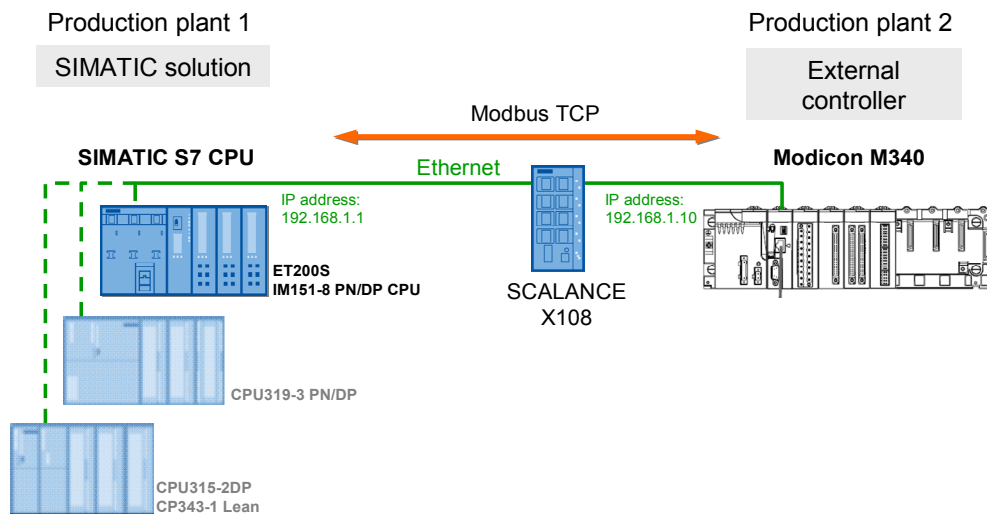 Production plant 1
Production plant 2
SIMATIC solution
External
controller
Modbus TCP
SIMATIC S7 CPU
Ethernet
Modicon M340
IP address:
192.168.1.1
IP address:
192.168.1.10
ET200S
IM151-8 PN/DP CPU
SCALANCE
X108
CPU319-3 PN/DP
CPU315-2DP
CP343-1 Lean